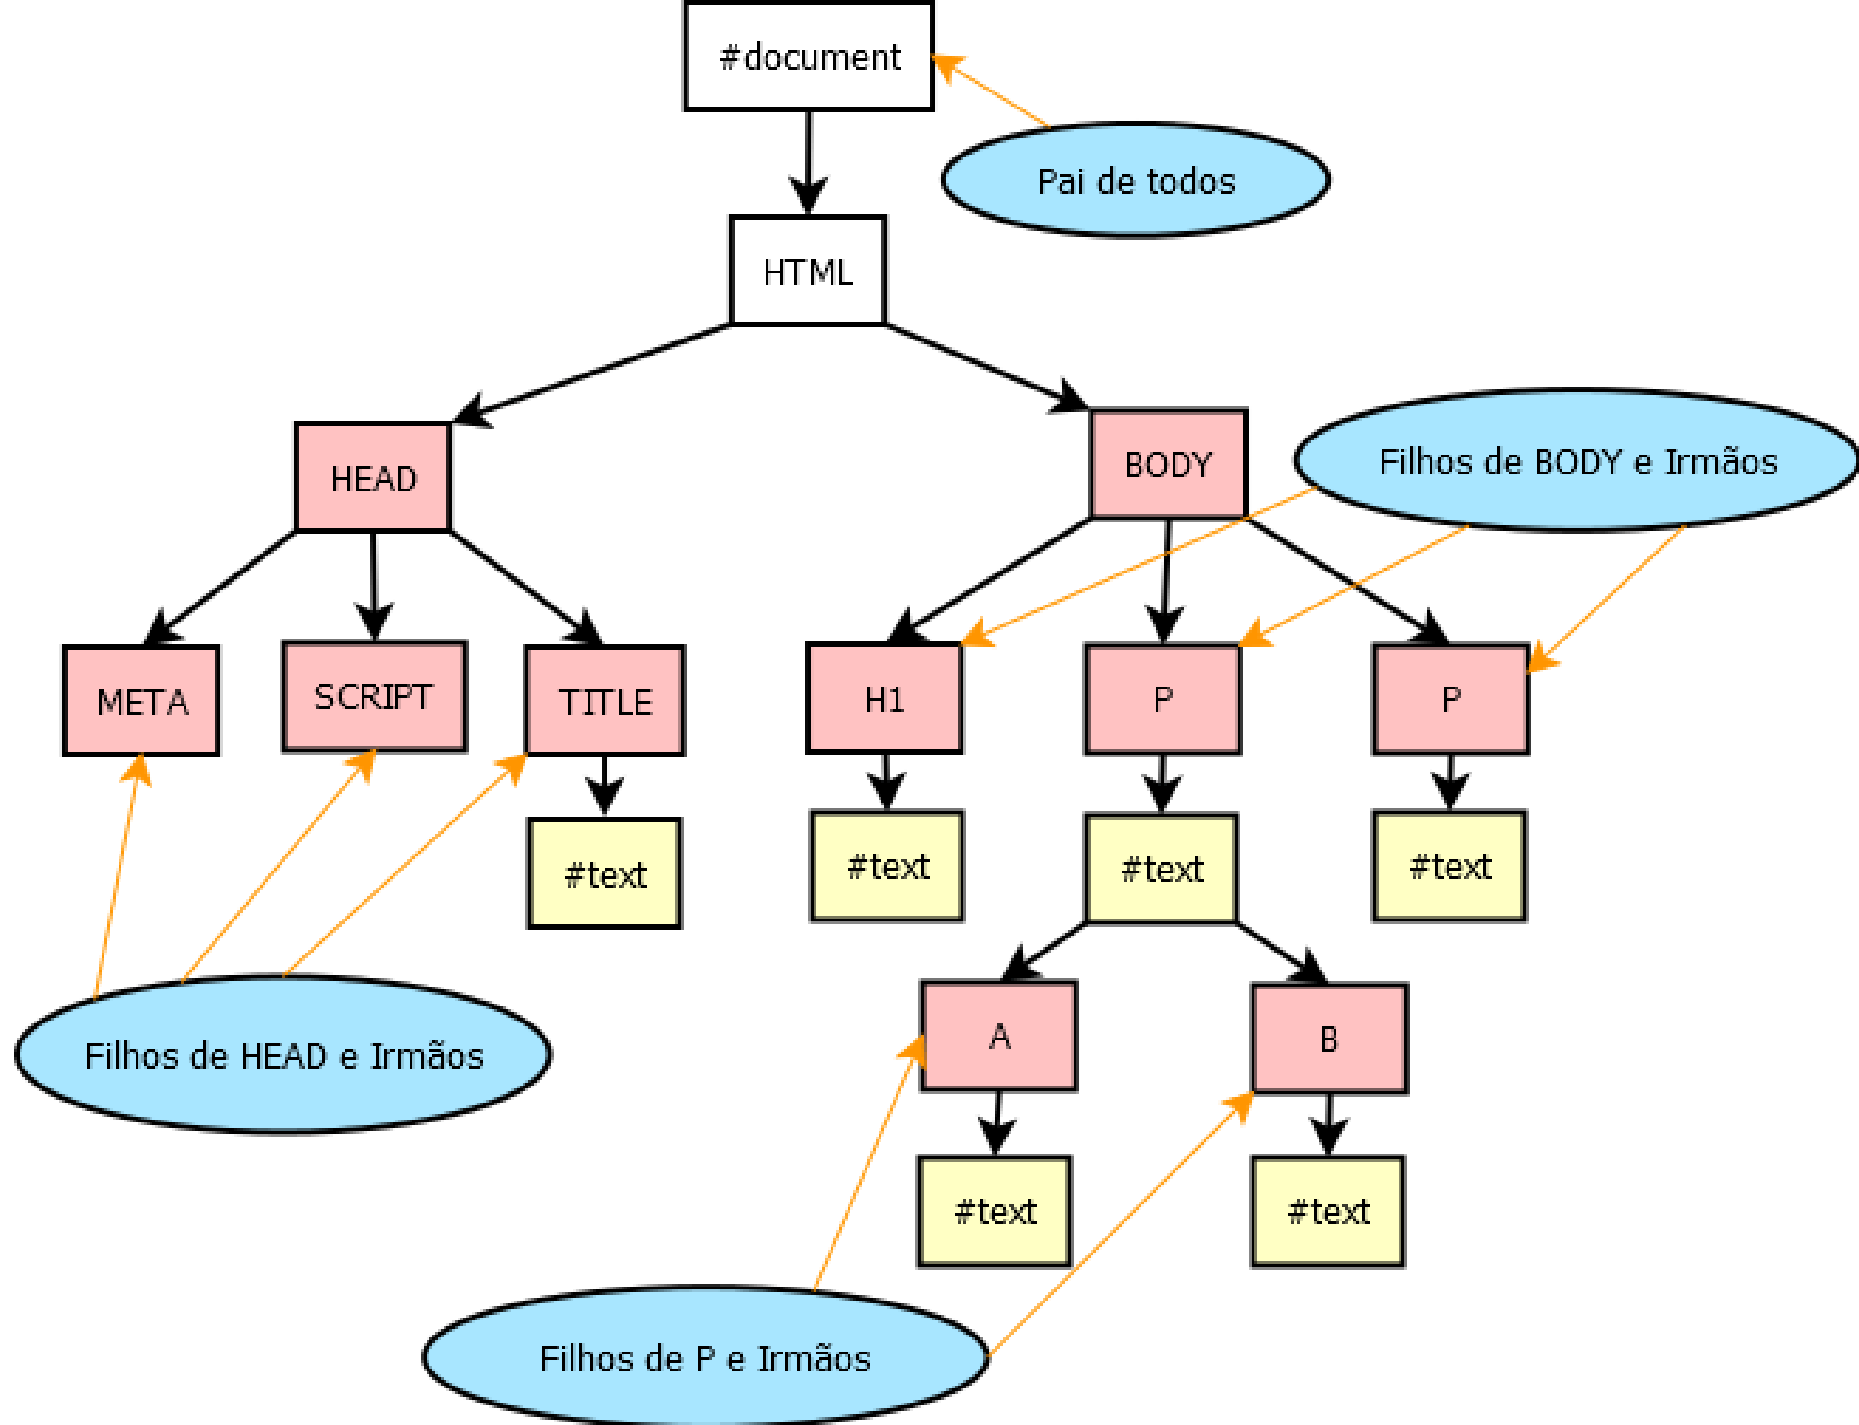 #document
Pai de todos
HTML
HEAD
BODY
Filhos de BODY e Irmãos
META
SCRIPT
TITLE
H1
P
P
#text
#text
#text
#text
A
B
Filhos de HEAD e Irmãos
#text
#text
Filhos de P e Irmãos